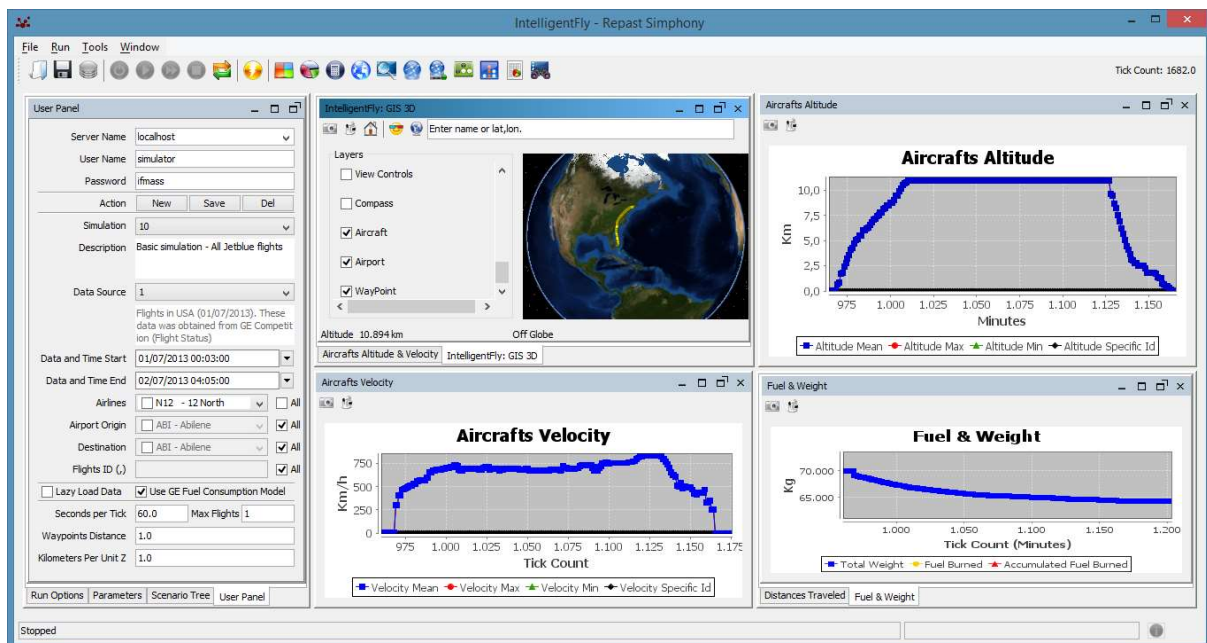 IntelligentFly - Repast Simphony
File Run Tools Window
Tick Count: 1682.0
User Panel
Server Name localhost
User Name simulator
Password ifmass
Action New Save Del
Simulation 10
Description Basic simulation - All Jetblue flights
Data Source 1
Flights in USA (01/07/2013). These
data was obtained from GE Competit
ion (Flight Status)
Data and Time Start 01/07/2013 00:03:00
Data and Time End 02/07/2013 04:05:00
Airlines N12 - 12 North All
Airport Origin ABI - Abilene All
Destination ABI - Abilene All
Flights ID (,) All
Lazy Load Data Use GE Fuel Consumption Model
Seconds per Tick 60.0 Max Flights 1
Waypoints Distance 1.0
Kilometers Per Unit Z 1.0
Run Options Parameters Scenario Tree User Panel
Stopped
IntelligentFly: GIS 3D
Enter name or lat,lon.
Layers
View Controls
Compass
Aircraft
Airport
WayPoint
Altitude 10.894 km Off Globe
Aircrafts Altitude & Velocity IntelligentFly: GIS 3D
Aircrafts Altitude
Aircrafts Altitude
10,0
7,5
5,0
2,5
0,0
Km
975 1.000 1.025 1.050 1.075 1.100 1.125 1.150
Minutes
Altitude Mean Altitude Max Altitude Min Altitude Specific Id
Aircrafts Velocity
Aircrafts Velocity
750
500
250
0
Km/h
975 1.000 1.025 1.050 1.075 1.100 1.125 1.150 1.175
Tick Count
Velocity Mean Velocity Max Velocity Min Velocity Specific Id
Fuel & Weight
Fuel & Weight
70.000
65.000
Kg
1.000 1.050 1.100 1.150 1.200
Tick Count (Minutes)
Total Weight Fuel Burned Accumulated Fuel Burned
Distances Traveled Fuel & Weight